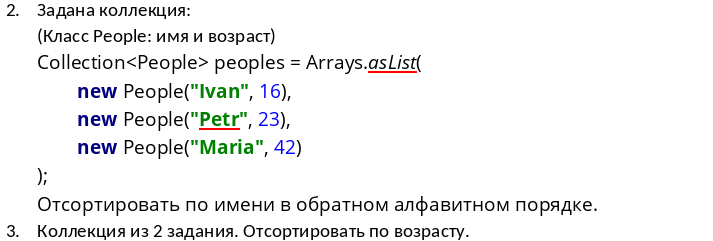 2. Задана коллекция:
(Класс People: имя и возраст)
Collection<People> peoples = Arrays.asList(
new People("Ivan", 16),
new People("Petr", 23),
new People("Maria", 42)
);
Отсортировать по имени в обратном алфавитном порядке.
3. Коллекция из 2 задания. Отсортировать по возрасту.